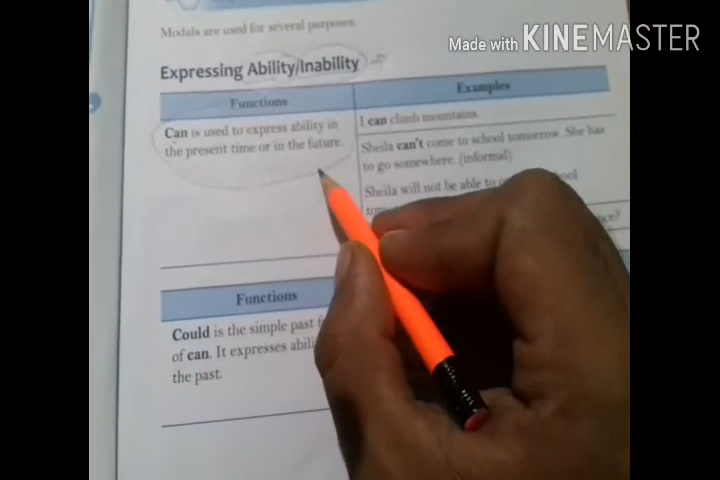 Made with KINEMASTER
Modals are used for several purposes.
Expressing Ability/Inability
Functions
Examples
Can is used to express ability in
the present time or in the future.
I can climb mountains.
Sheila can't come to school tomorrow. She has
to go somewhere. (informal)
Sheila will not be able to
Functions
Could is the simple past
of can. It expresses
the past.